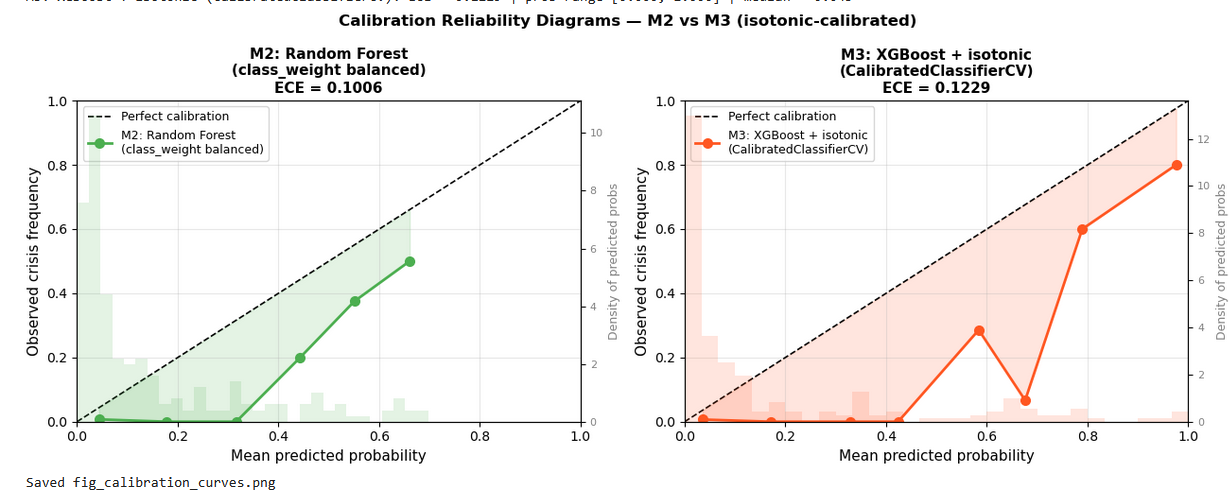 Calibration Reliability Diagrams — M2 vs M3 (isotonic-calibrated)
M2: Random Forest
(class_weight balanced)
ECE = 0.1006
Perfect calibration
M2: Random Forest
(class_weight balanced)
Observed crisis frequency
1.0
0.8
0.6
0.4
0.2
0.0
0.0 0.2 0.4 0.6 0.8 1.0
Mean predicted probability
10
8
6
4
2
0
Density of predicted probs
M3: XGBoost + isotonic
(CalibratedClassifierCV)
ECE = 0.1229
Perfect calibration
M3: XGBoost + isotonic
(CalibratedClassifierCV)
Observed crisis frequency
1.0
0.8
0.6
0.4
0.2
0.0
0.0 0.2 0.4 0.6 0.8 1.0
Mean predicted probability
12
10
8
6
4
2
0
Density of predicted probs
Saved fig_calibration_curves.png